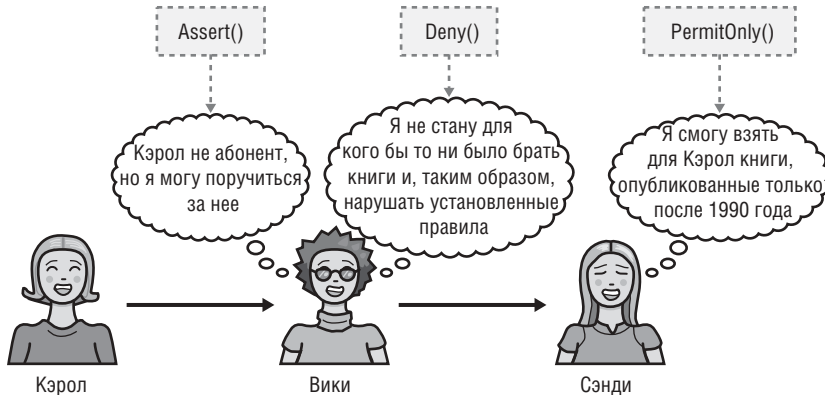 Assert()
Deny()
PermitOnly()
Кэрол не абонент,
но я могу поручиться
за нее
Я не стану для
кого бы то ни было брать
книги и, таким образом,
нарушать установленные
правила
Я смогу взять
для Кэрол книги,
опубликованные только
после 1990 года
Кэрол
Вики
Сэнди